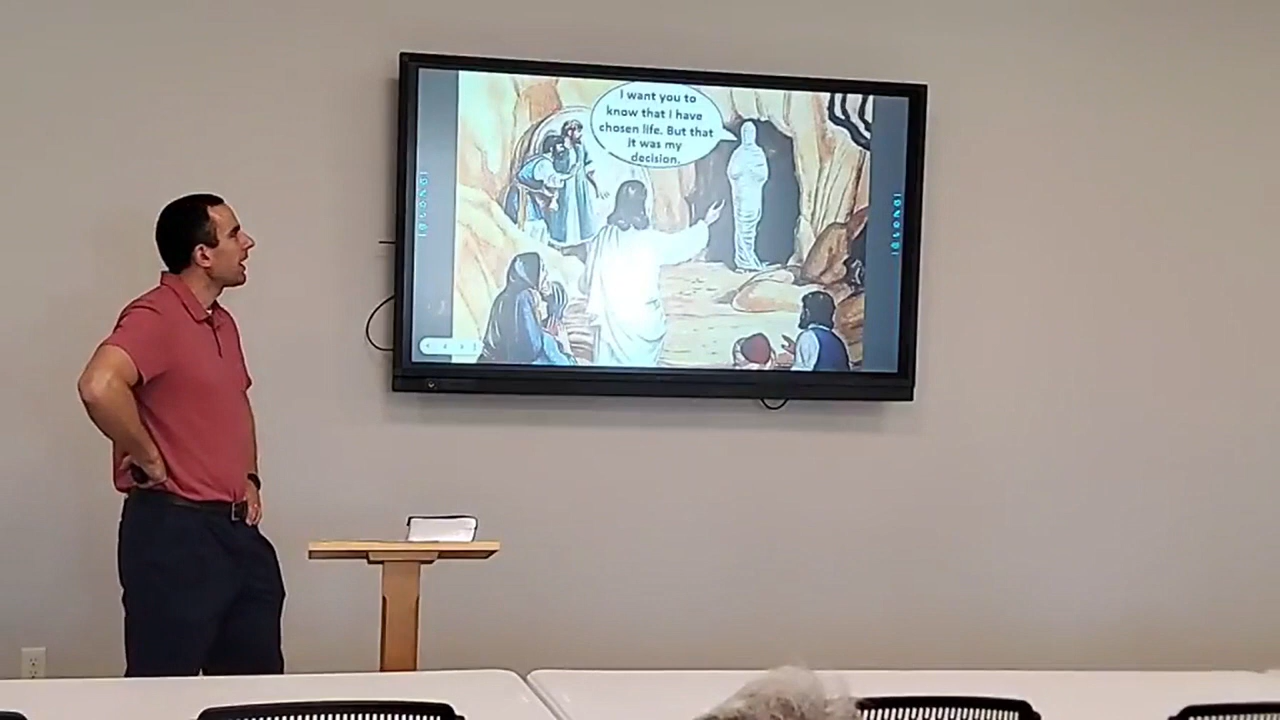 I want you to
know that I have
chosen life. But that
it was my
decision.